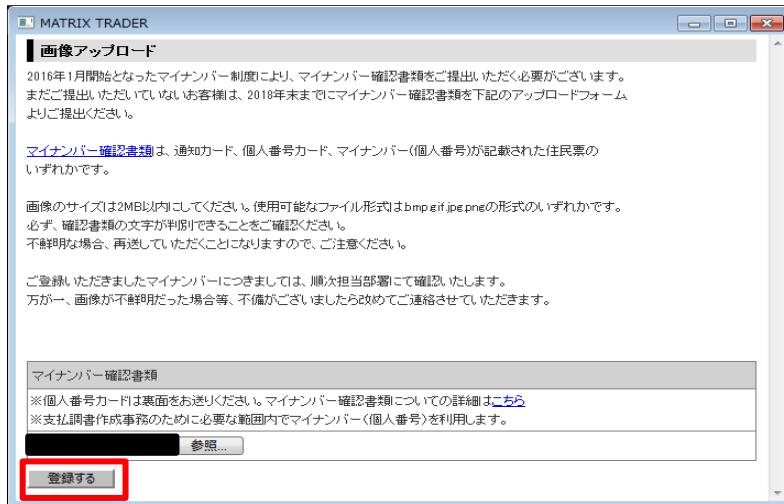 MATRIX TRADER
画像アップロード
2016年1月開始となったマイナンバー制度により、マイナンバー確認書類をご提出いただく必要がございます。
まだご提出いただいていないお客様は、2018年末までにマイナンバー確認書類を下記のアップロードフォーム
よりご提出ください。
マイナンバー確認書類は、通知カード、個人番号カード、マイナンバー(個人番号)が記載された住民票の
いずれかです。
画像のサイズは2MB以内にしてください。使用可能なファイル形式はbmp,gif,jpg,pngの形式のいずれかです。
必ず、確認書類の文字が判別できることをご確認ください。
不鮮明な場合、再送していただくことになりますので、ご注意ください。
ご登録いただきましたマイナンバーにつきましては、順次担当部署にて確認いたします。
万が一、画像が不鮮明だった場合等、不備がございましたら改めてご連絡させていただきます。
マイナンバー確認書類
※個人番号カードは裏面をお送りください。マイナンバー確認書類についての詳細はこちら
※支払調書作成事務のために必要な範囲内でマイナンバー(個人番号)を利用します。
参照...
登録する